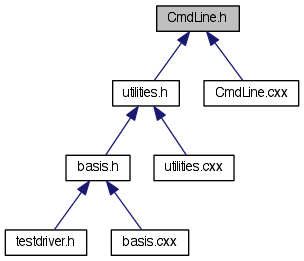 CmdLine.h
utilities.h
CmdLine.cxx
basis.h
utilities.cxx
testdriver.h
basis.cxx